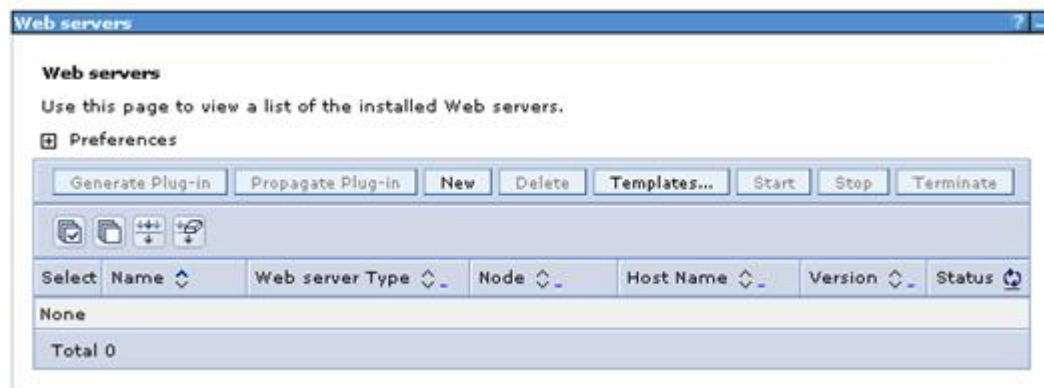 Web servers ? -
Web servers
Use this page to view a list of the installed Web servers.
Preferences
Generate Plug-in Propagate Plug-in New Delete Templates... Start Stop Terminate
Select Name Web server Type Node Host Name Version Status
None
Total 0